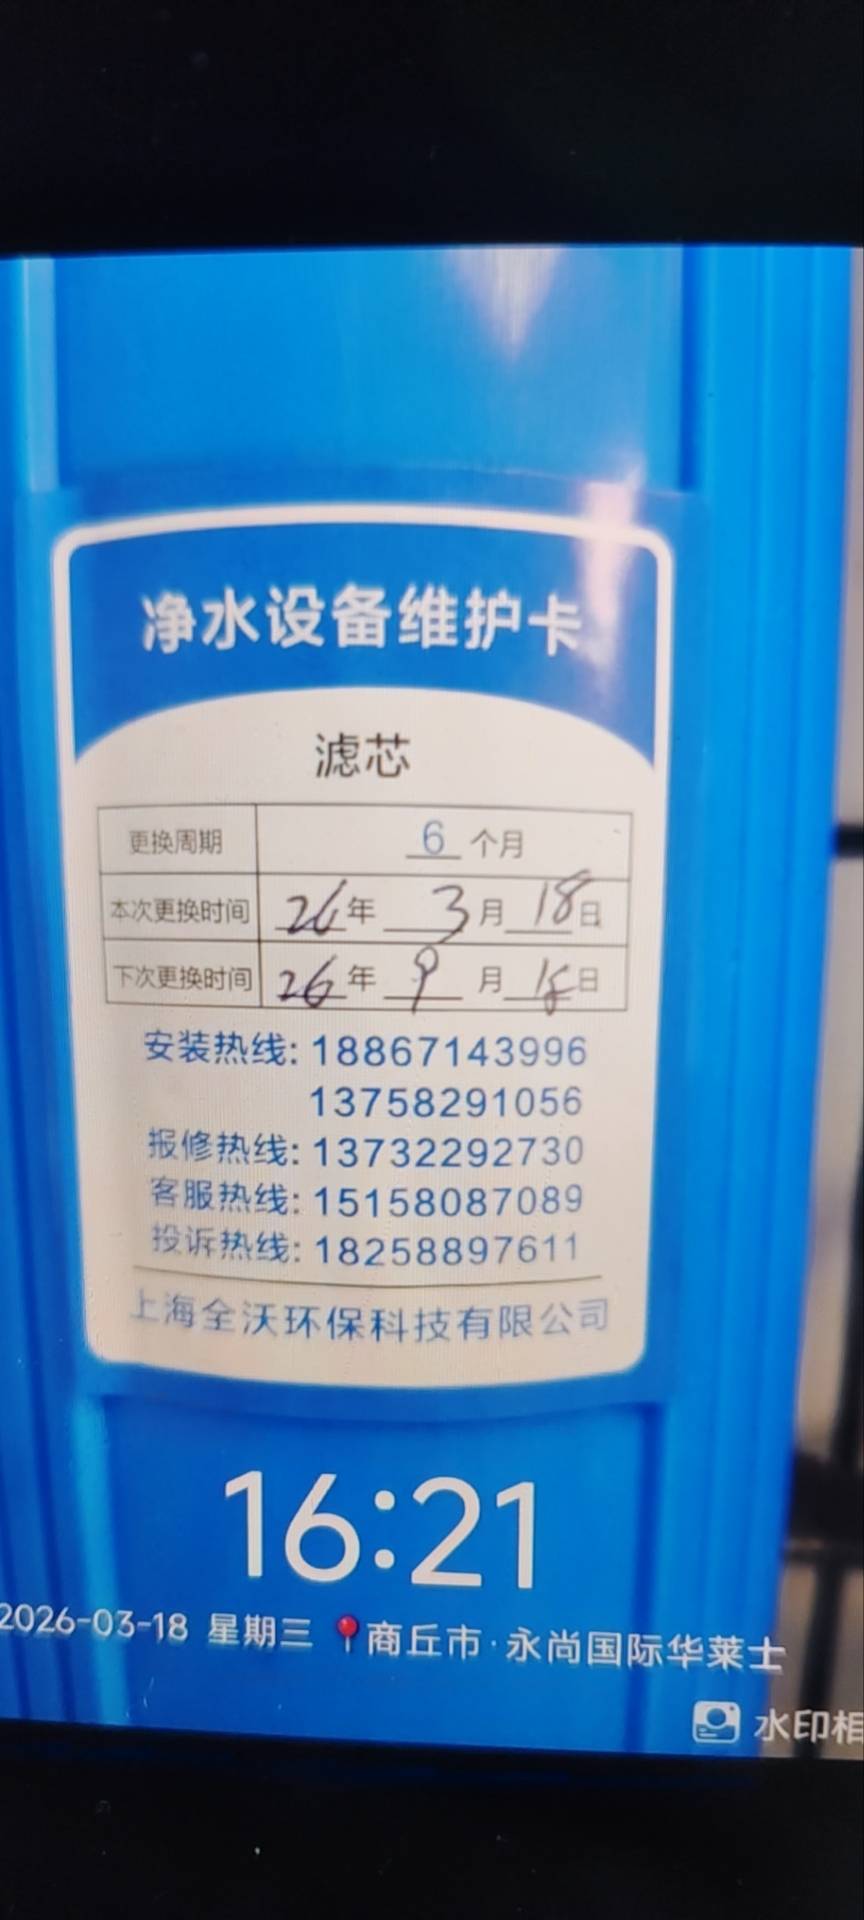 净水设备维护卡
滤芯
更换周期 6 个月
本次更换时间 26年 3月 18日
下次更换时间 26年 9月 18日
安装热线: 18867143996
13758291056
报修热线: 13732292730
客服热线: 15158087089
投诉热线: 18258897611
上海全沃环保科技有限公司
16:21
2026-03-18 星期三 商丘市·永尚国际华莱士
水印相